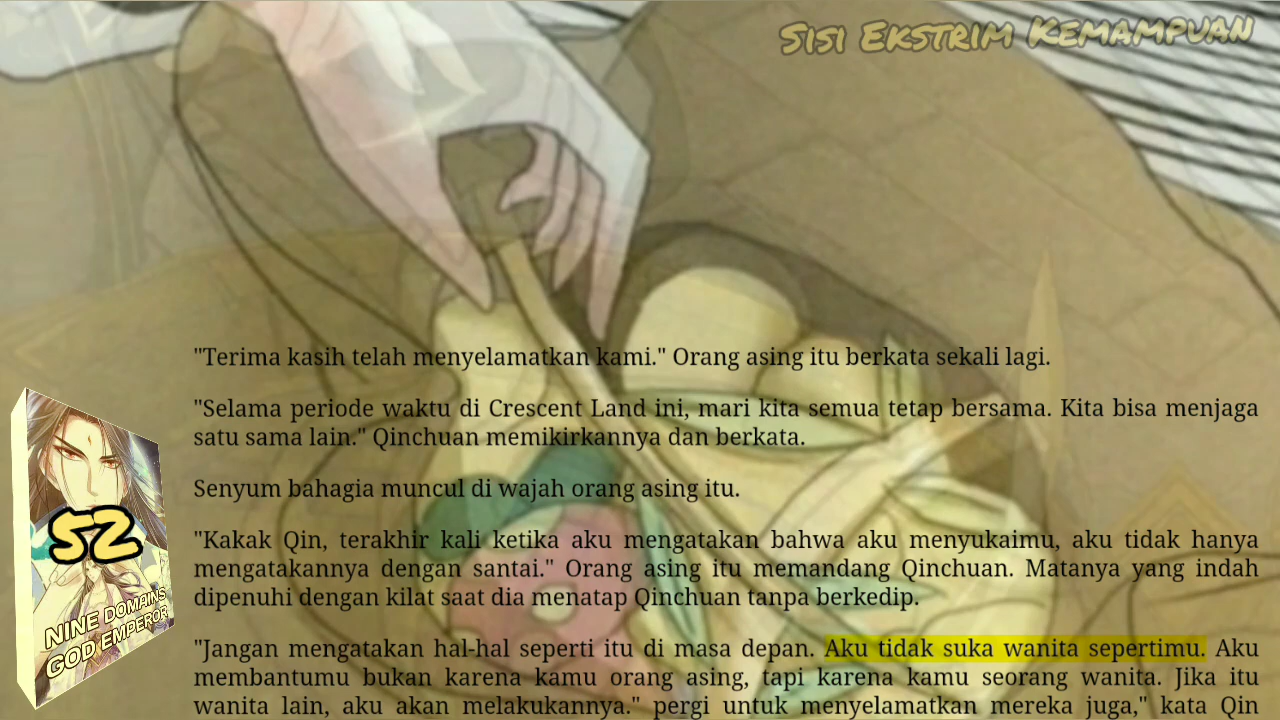 Sisi Ekstrim Kemampuan
"Terima kasih telah menyelamatkan kami." Orang asing itu berkata sekali lagi.
"Selama periode waktu di Crescent Land ini, mari kita semua tetap bersama. Kita bisa menjaga
satu sama lain." Qinchuan memikirkannya dan berkata.
Senyum bahagia muncul di wajah orang asing itu.
"Kakak Qin, terakhir kali ketika aku mengatakan bahwa aku menyukaimu, aku tidak hanya
mengatakannya dengan santai." Orang asing itu memandang Qinchuan. Matanya yang indah
dipenuhi dengan kilat saat dia menatap Qinchuan tanpa berkedip.
"Jangan mengatakan hal-hal seperti itu di masa depan. Aku tidak suka wanita sepertimu. Aku
membantumu bukan karena kamu orang asing, tapi karena kamu seorang wanita. Jika itu
wanita lain, aku akan melakukannya." pergi untuk menyelamatkan mereka juga," kata Qin
52
NINE DOMAINS
GOD EMPEROR